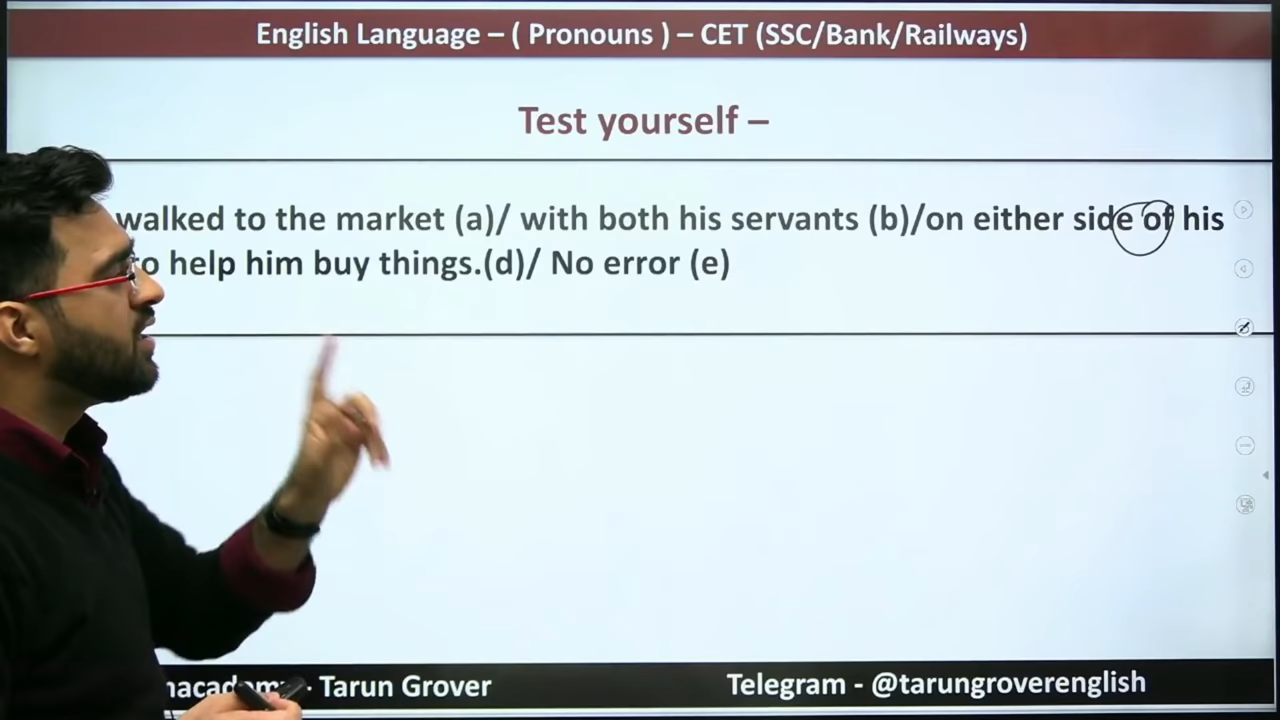 English Language – ( Pronouns ) – CET (SSC/Bank/Railways)
Test yourself –
walked to the market (a)/ with both his servants (b)/on either side of his
to help him buy things.(d)/ No error (e)
Tarun Grover
Telegram - @tarungroverenglish